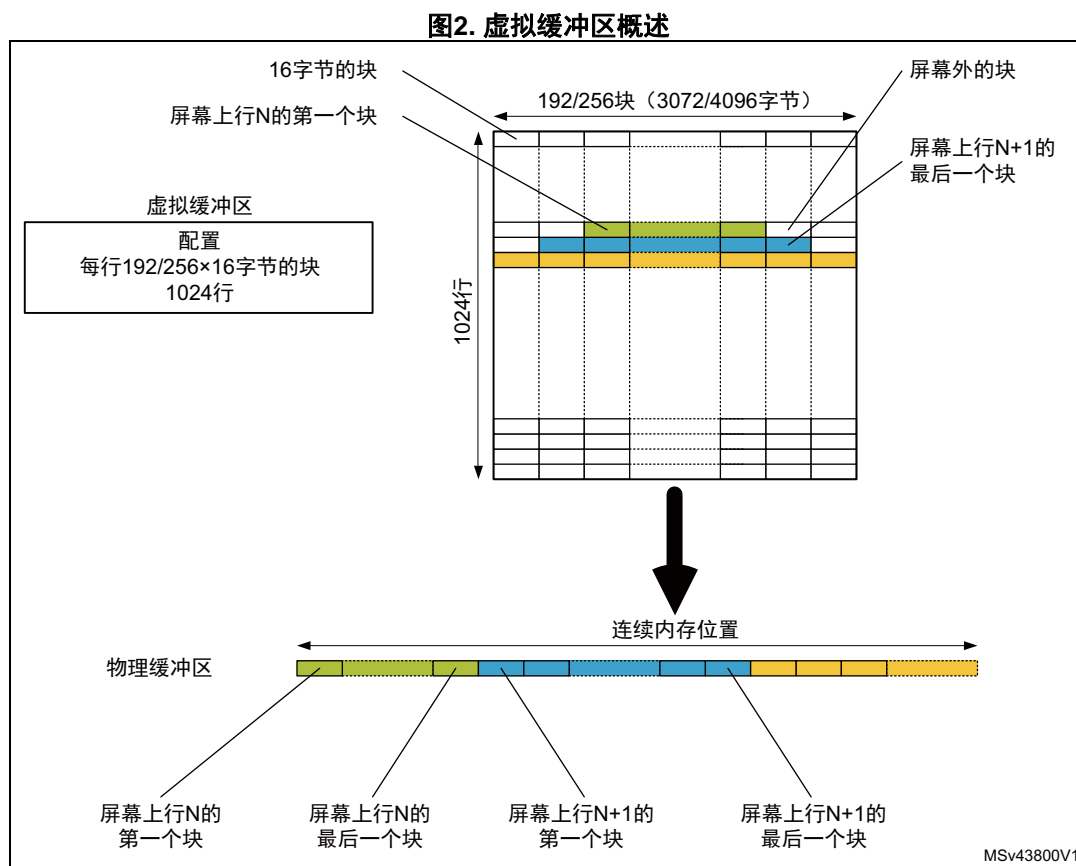 图2. 虚拟缓冲区概述
16字节的块
屏幕外的块
192/256块（3072/4096字节）
屏幕上行N的第一个块
屏幕上行N+1的
最后一个块
虚拟缓冲区
配置
每行192/256×16字节的块
1024行
1024行
连续内存位置
物理缓冲区
屏幕上行N的
第一个块
屏幕上行N的
最后一个块
屏幕上行N+1的
第一个块
屏幕上行N+1的
最后一个块
MSv43800V1